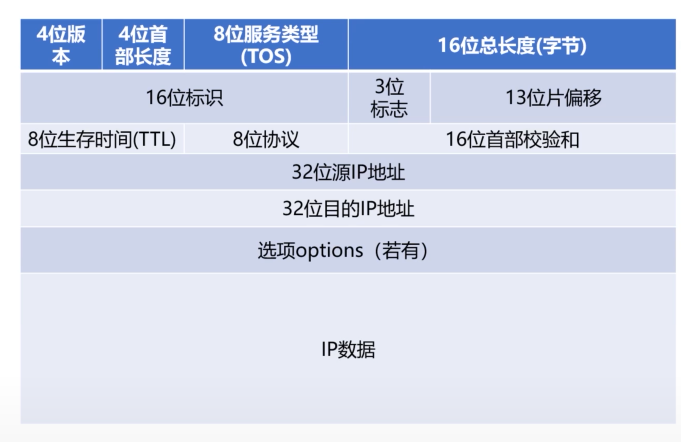 4位版
本
4位首
部长度
8位服务类型
(TOS)
16位总长度(字节)
16位标识
3位
标志
13位片偏移
8位生存时间(TTL)
8位协议
16位首部校验和
32位源IP地址
32位目的IP地址
选项options（若有）
IP数据